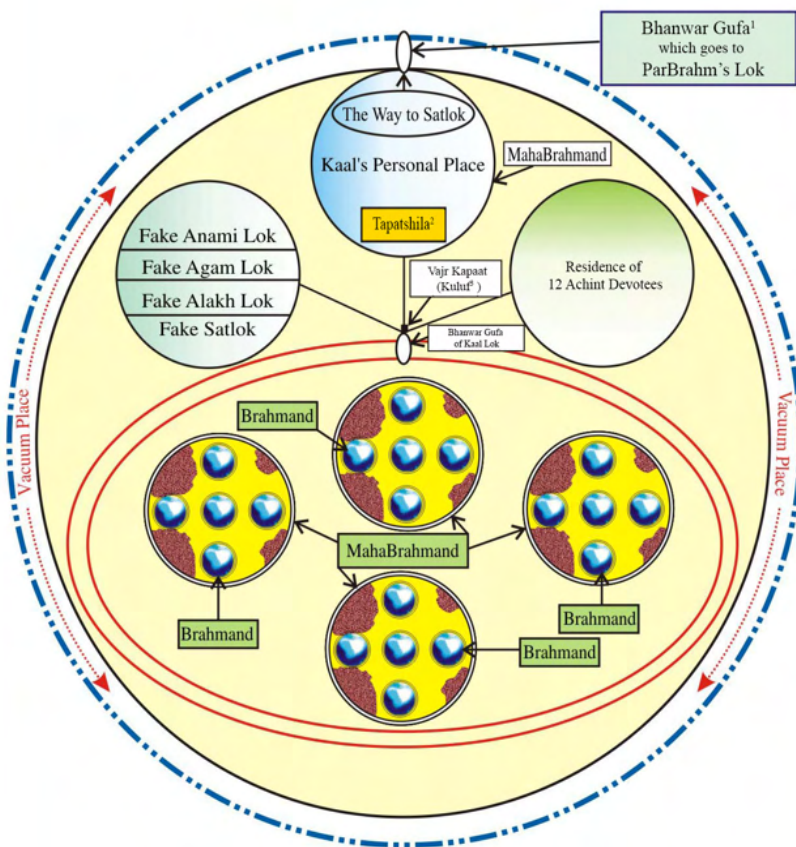 Bhanwar Gufa¹
which goes to
ParBrahm's Lok
The Way to Satlok
Kaal's Personal Place
MahaBrahmand
Tapatshila²
Fake Anami Lok
Fake Agam Lok
Fake Alakh Lok
Fake Satlok
Vajr Kapaat
(Kuluf⁵ )
Residence of
12 Achint Devotees
Bhanwar Gufa
of Kaal Lok
Vacuum Place
Vacuum Place
Brahmand
MahaBrahmand
Brahmand
Brahmand
Brahmand